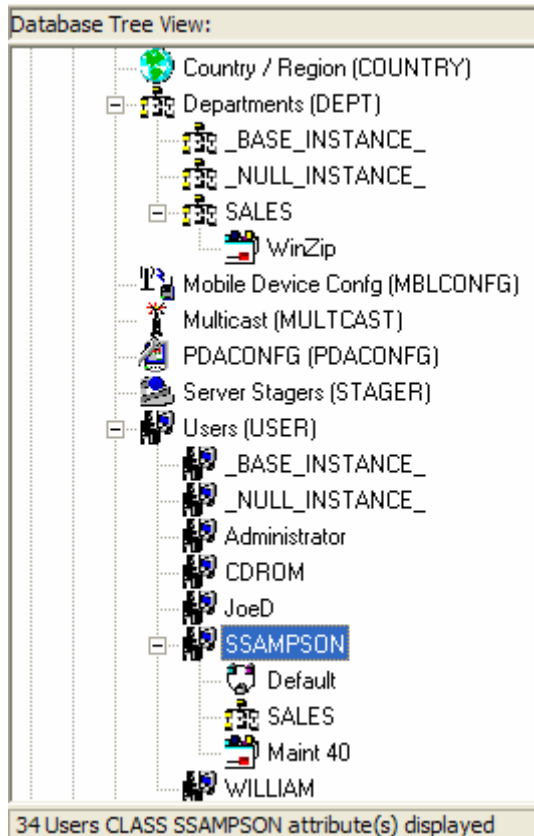 Database Tree View:
Country / Region (COUNTRY)
Departments (DEPT)
_BASE_INSTANCE_
_NULL_INSTANCE_
SALES
WinZip
Mobile Device Confg (MBLCONFG)
Multicast (MULTCAST)
PDACONFG (PDACONFG)
Server Stagers (STAGER)
Users (USER)
_BASE_INSTANCE_
_NULL_INSTANCE_
Administrator
CDROM
JoeD
SSAMPSON
Default
SALES
Maint 40
WILLIAM
34 Users CLASS SSAMPSON attribute(s) displayed